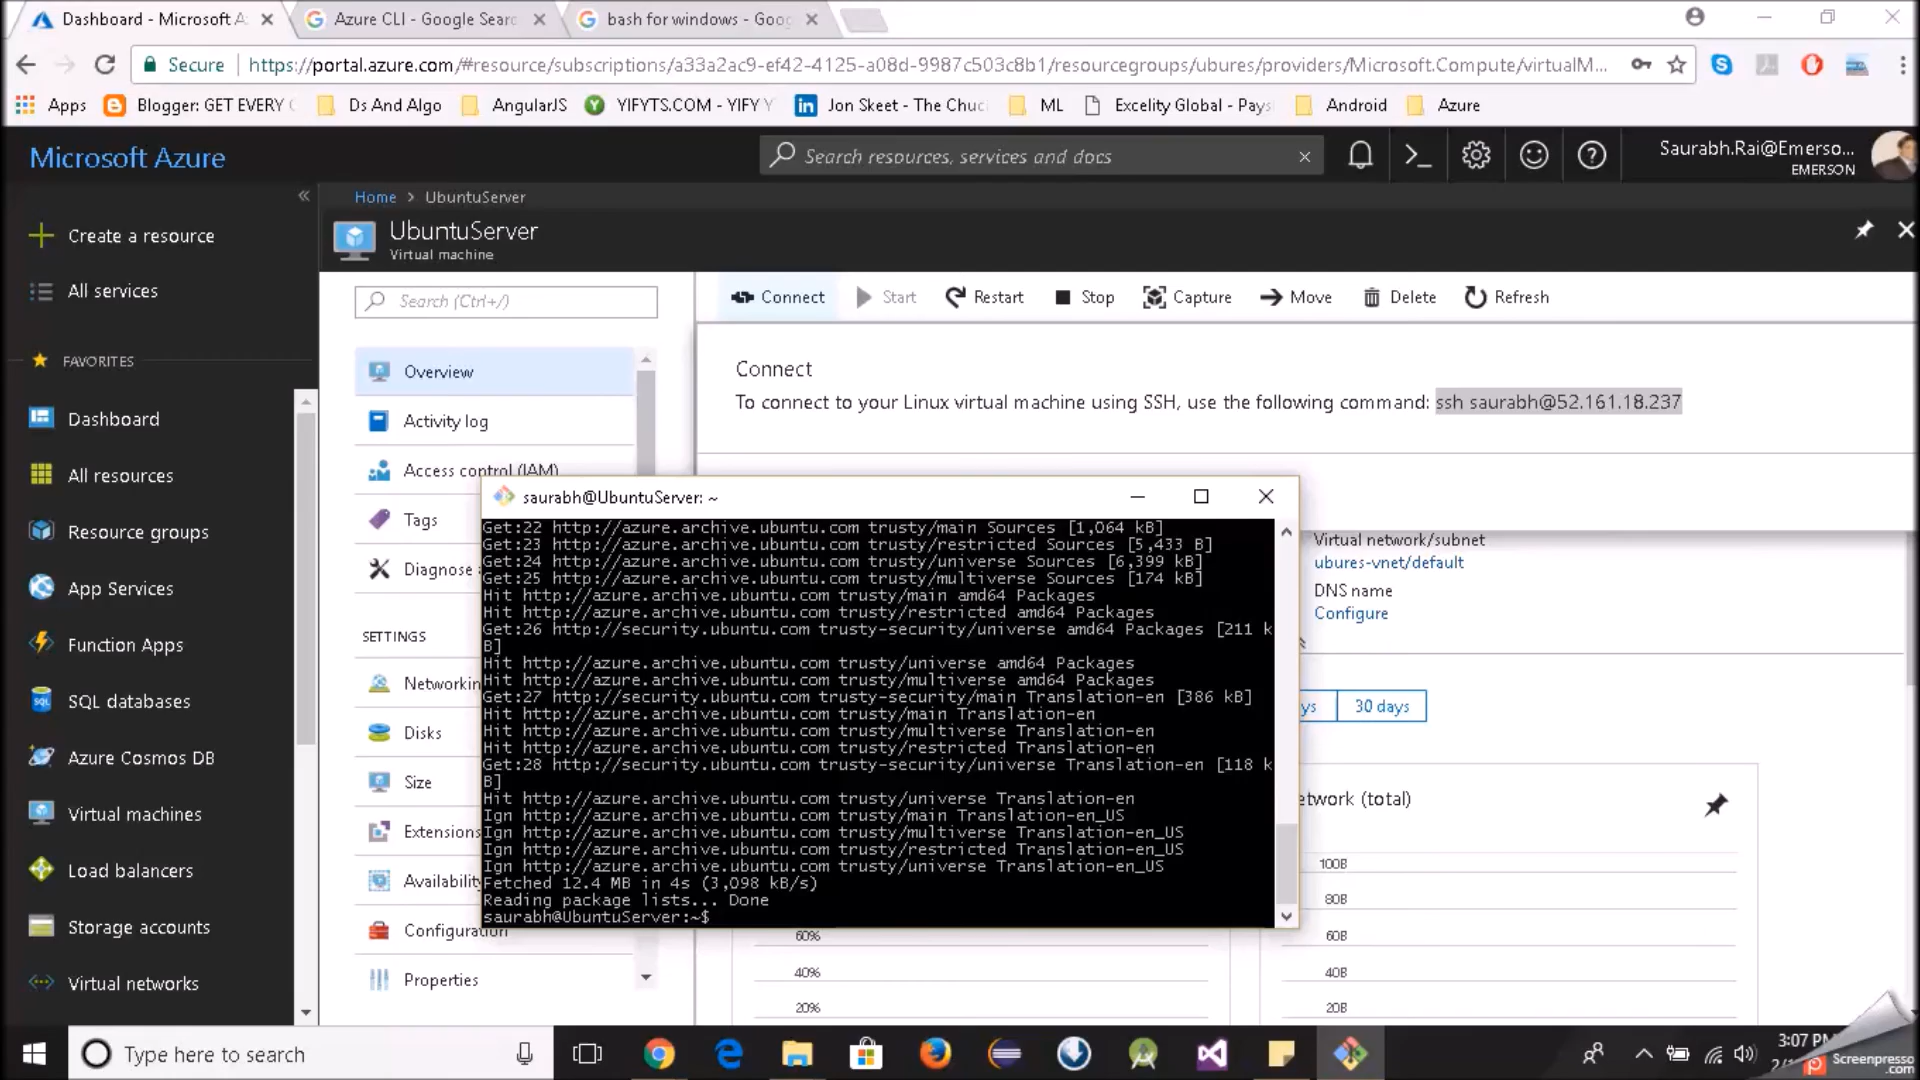 Dashboard - Microsoft A
Azure CLI - Google Searc
bash for windows - Goog
Secure
https://portal.azure.com/#resource/subscriptions/a33a2ac9-ef42-4125-a08d-9987c503c8b1/resourcegroups/ubures/providers/Microsoft.Compute/virtualM...
Apps
Blogger: GET EVERY
Ds And Algo
AngularJS
YIFYTS.COM - YIFY
Jon Skeet - The Chuc
ML
Excelity Global - Pays
Android
Azure
Microsoft Azure
Search resources, services and docs
Saurabh.Rai@Emerso...
EMERSON
Home > UbuntuServer
UbuntuServer
Virtual machine
Create a resource
All services
FAVORITES
Dashboard
All resources
Resource groups
App Services
Function Apps
SQL databases
Azure Cosmos DB
Virtual machines
Load balancers
Storage accounts
Virtual networks
Search (Ctrl+/)
Overview
Activity log
Access control (IAM)
Tags
Diagnose
SETTINGS
Networkin
Disks
Size
Extensions
Availability
Configuration
Properties
Connect
Start
Restart
Stop
Capture
Move
Delete
Refresh
Connect
To connect to your Linux virtual machine using SSH, use the following command: ssh saurabh@52.161.18.237
Virtual network/subnet
ubures-vnet/default
DNS name
Configure
ys
30 days
etwork (total)
100B
80B
60B
40B
20B
60%
40%
20%
saurabh@UbuntuServer: ~
Get:22 http://azure.archive.ubuntu.com trusty/main Sources [1,064 kB]
Get:23 http://azure.archive.ubuntu.com trusty/restricted Sources [5,433 B]
Get:24 http://azure.archive.ubuntu.com trusty/universe Sources [6,399 kB]
Get:25 http://azure.archive.ubuntu.com trusty/multiverse Sources [174 kB]
Hit http://azure.archive.ubuntu.com trusty/main amd64 Packages
Hit http://azure.archive.ubuntu.com trusty/restricted amd64 Packages
Get:26 http://security.ubuntu.com trusty-security/universe amd64 Packages [211 k
B]
Hit http://azure.archive.ubuntu.com trusty/universe amd64 Packages
Hit http://azure.archive.ubuntu.com trusty/multiverse amd64 Packages
Get:27 http://security.ubuntu.com trusty-security/main Translation-en [386 kB]
Hit http://azure.archive.ubuntu.com trusty/main Translation-en
Hit http://azure.archive.ubuntu.com trusty/multiverse Translation-en
Hit http://azure.archive.ubuntu.com trusty/restricted Translation-en
Get:28 http://security.ubuntu.com trusty-security/universe Translation-en [118 k
B]
Hit http://azure.archive.ubuntu.com trusty/universe Translation-en
Ign http://azure.archive.ubuntu.com trusty/main Translation-en_US
Ign http://azure.archive.ubuntu.com trusty/multiverse Translation-en_US
Ign http://azure.archive.ubuntu.com trusty/restricted Translation-en_US
Ign http://azure.archive.ubuntu.com trusty/universe Translation-en_US
Fetched 12.4 MB in 4s (3,098 kB/s)
Reading package lists... Done
saurabh@UbuntuServer:~$
Type here to search
3:07 PM
Screenpresso
.com